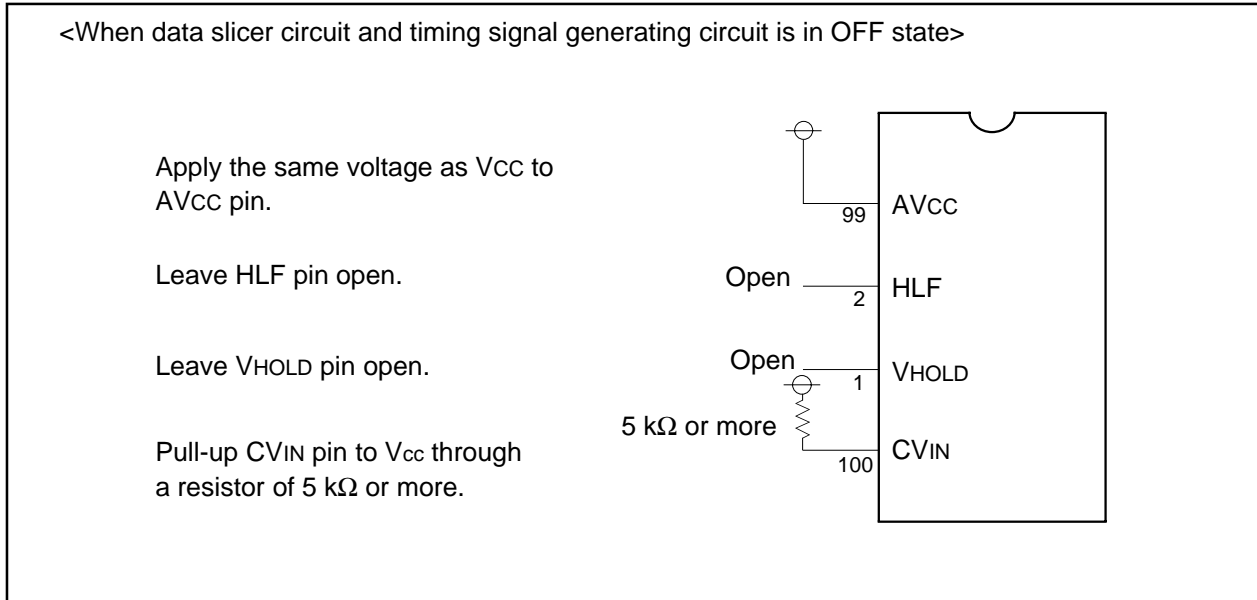 <When data slicer circuit and timing signal generating circuit is in OFF state>
Apply the same voltage as VCC to
AVCC pin.
99
AVCC
Leave HLF pin open.
Open
2
HLF
Leave VHOLD pin open.
Open
1
VHOLD
5 kΩ or more
Pull-up CVIN pin to Vcc through
a resistor of 5 kΩ or more.
100
CVIN